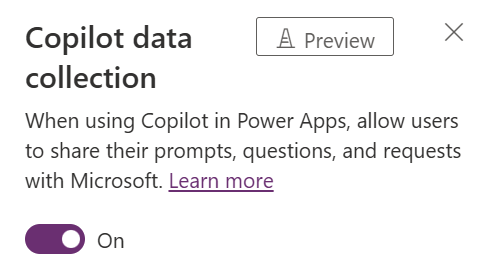 Copilot data
collection
Preview
When using Copilot in Power Apps, allow users
to share their prompts, questions, and requests
with Microsoft. Learn more
On